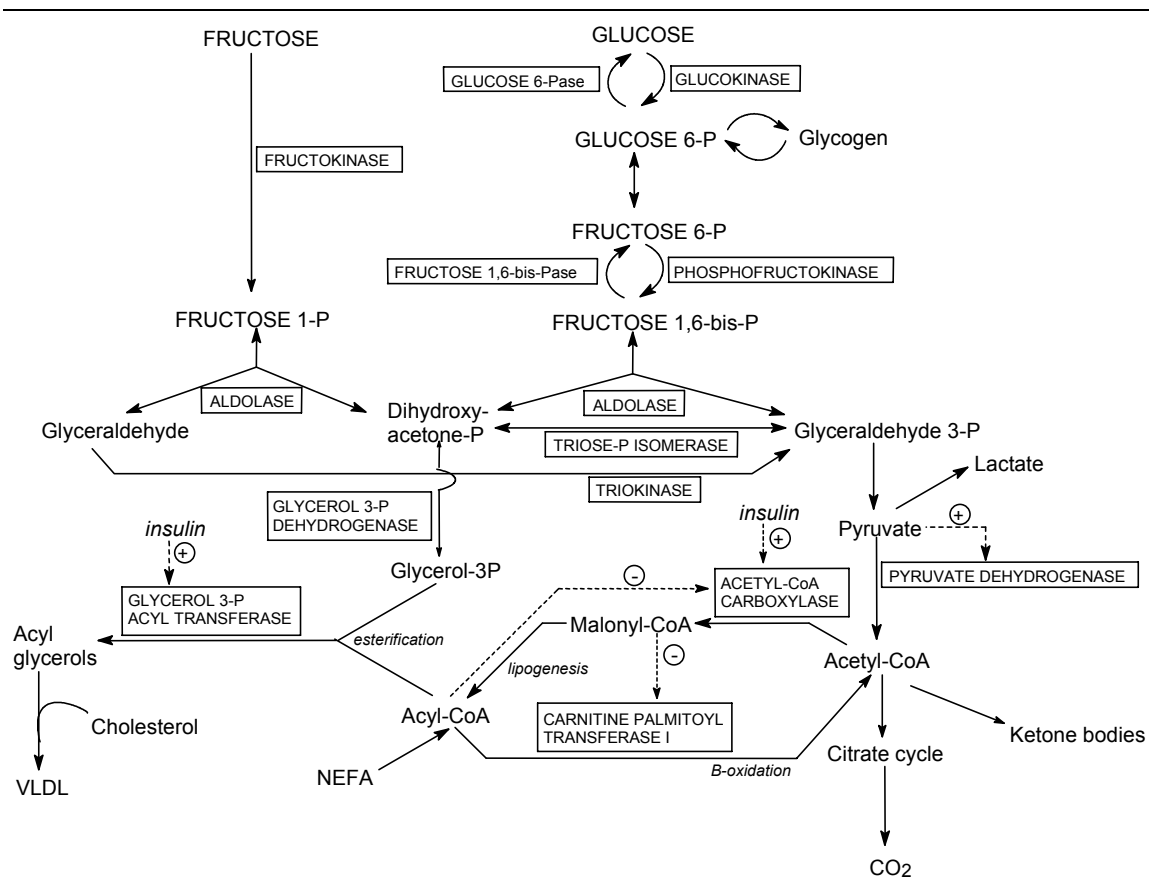 FRUCTOSE
GLUCOSE
GLUCOSE 6-Pase
GLUCOKINASE
GLUCOSE 6-P
Glycogen
FRUCTOKINASE
FRUCTOSE 6-P
FRUCTOSE 1,6-bis-Pase
PHOSPHOFRUCTOKINASE
FRUCTOSE 1-P
FRUCTOSE 1,6-bis-P
ALDOLASE
ALDOLASE
Glyceraldehyde
Dihydroxy-
acetone-P
TRIOSE-P ISOMERASE
Glyceraldehyde 3-P
TRIOKINASE
Lactate
GLYCEROL 3-P
DEHYDROGENASE
insulin
+
insulin
+
Pyruvate
+
PYRUVATE DEHYDROGENASE
Glycerol-3P
-
ACETYL-CoA
CARBOXYLASE
GLYCEROL 3-P
ACYL TRANSFERASE
Acyl
glycerols
esterification
Malonyl-CoA
-
lipogenesis
Acetyl-CoA
Cholesterol
Acyl-CoA
CARNITINE PALMITOYL
TRANSFERASE I
Ketone bodies
VLDL
NEFA
B-oxidation
Citrate cycle
CO2